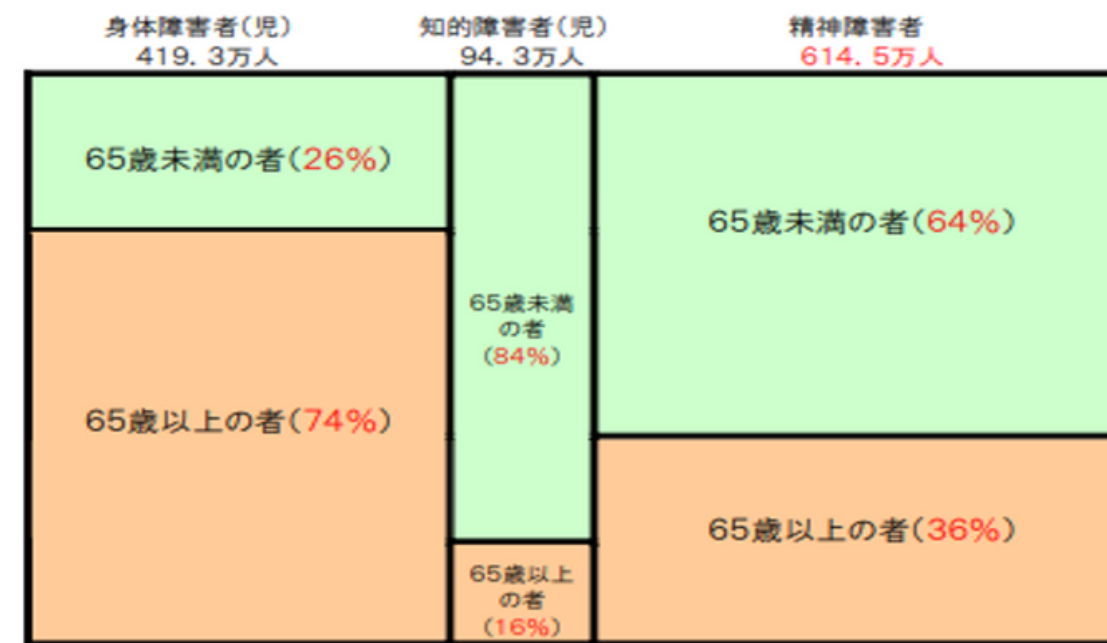 身体障害者(児)
419.3万人
知的障害者(児)
94.3万人
精神障害者
614.5万人
65歳未満の者(26%)
65歳以上の者(74%)
65歳未満
の者
(84%)
65歳以上
の者
(16%)
65歳未満の者(64%)
65歳以上の者(36%)